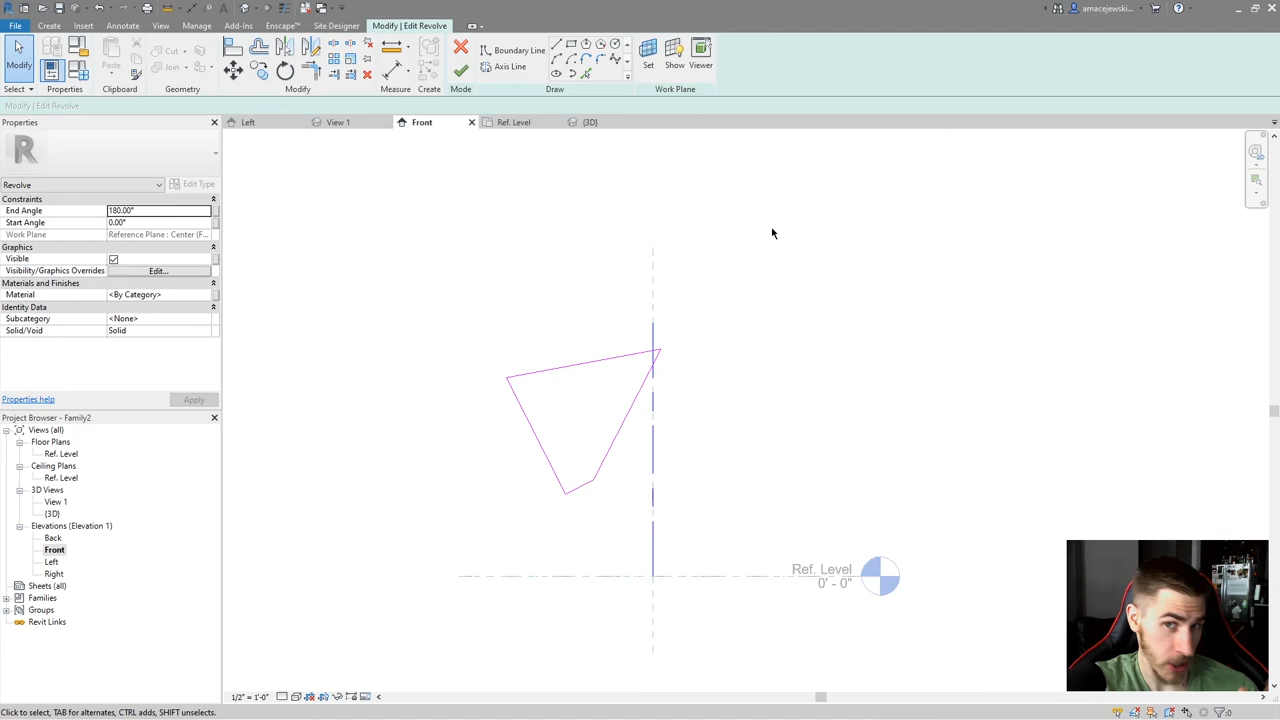 amacejewski...
File Create Insert Annotate View Manage Add-Ins Enscape™ Site Designer Modify | Edit Revolve
Modify
Paste
Cut
Join
Boundary Line
Axis Line
Set Show Viewer
Select Properties Clipboard Geometry Modify Measure Create Mode Draw Work Plane
Modify | Edit Revolve
Properties
Left View 1 Front Ref. Level {3D}
R
Revolve Edit Type
Constraints
End Angle 180.00°
Start Angle 0.00°
Work Plane Reference Plane : Center (F...
Graphics
Visible
Visibility/Graphics Overrides Edit...
Materials and Finishes
Material <By Category>
Identity Data
Subcategory <None>
Solid/Void Solid
Properties help Apply
Project Browser - Family2
Views (all)
Floor Plans
Ref. Level
Ceiling Plans
Ref. Level
3D Views
View 1
{3D}
Elevations (Elevation 1)
Back
Front
Left
Right
Sheets (all)
Families
Groups
Revit Links
Ref. Level
0' - 0"
1/2" = 1'-0"
Click to select, TAB for alternates, CTRL adds, SHIFT unselects.
:0